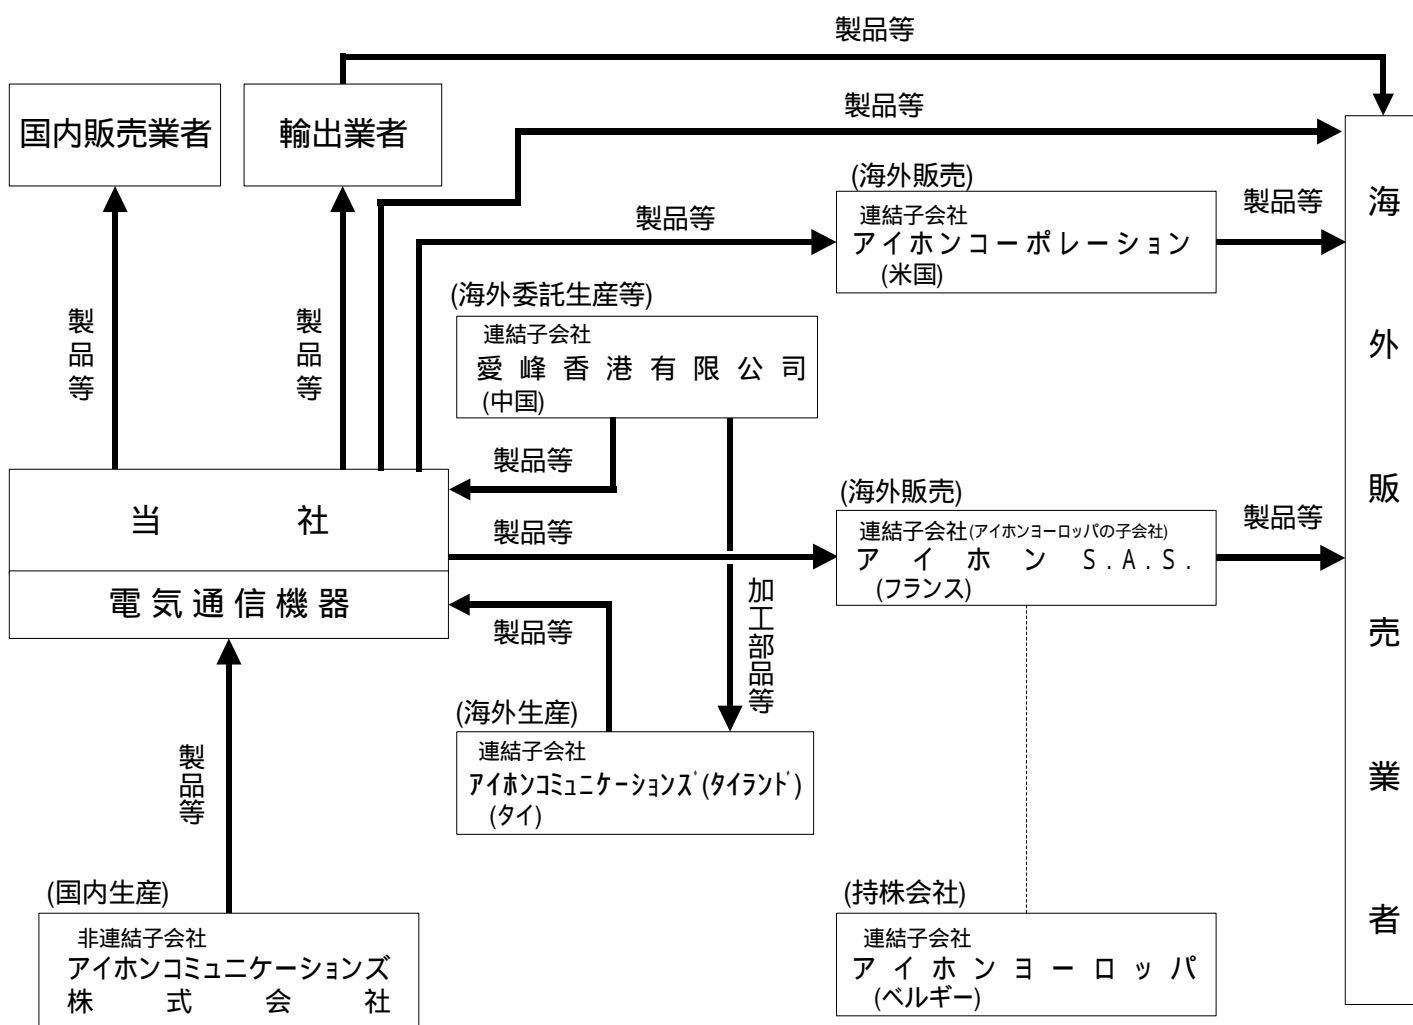 製品等
国内販売業者
輸出業者
製品等
(海外販売)
連結子会社
アイホンコーポレーション
(米国)
製品等
製品等
海外販売業者
(海外委託生産等)
連結子会社
愛峰香港有限公司
(中国)
製品等
製品等
製品等
当社
電気通信機器
製品等
(海外販売)
連結子会社(アイホンヨーロッパの子会社)
アイホンS.A.S.
(フランス)
製品等
製品等
加工部品等
(海外生産)
連結子会社
アイホンコミュニケーションズ(タイランド)
(タイ)
製品等
(国内生産)
非連結子会社
アイホンコミュニケーションズ
株式会社
(持株会社)
連結子会社
アイホンヨーロッパ
(ベルギー)